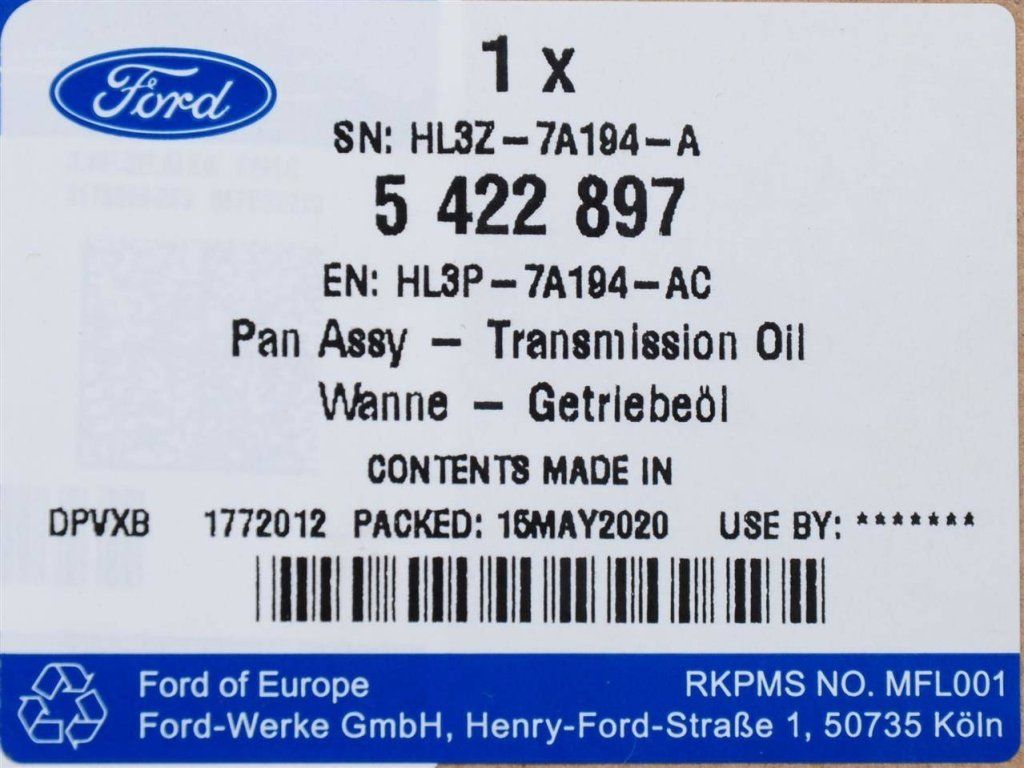 Ford
1 x
SN: HL3Z-7A194-A
5 422 897
EN: HL3P-7A194-AC
Pan Assy - Transmission Oil
Wanne - Getriebeöl
CONTENTS MADE IN
DPVXB 1772012 PACKED: 15MAY2020 USE BY: *******
Ford of Europe RKPMS NO. MFL001
Ford-Werke GmbH, Henry-Ford-Straße 1, 50735 Köln